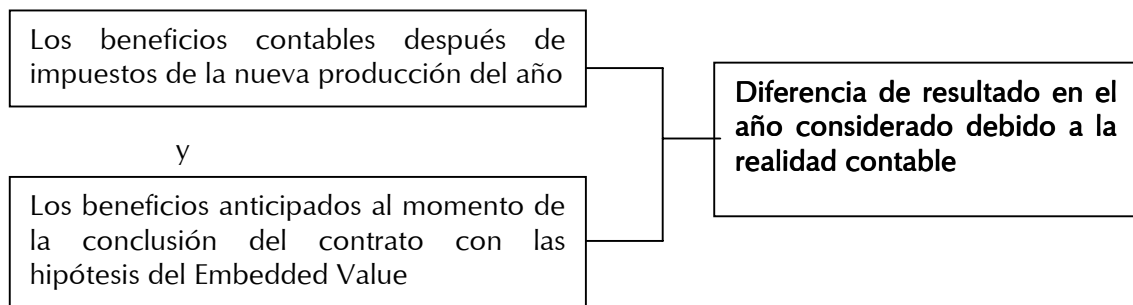 Los beneficios contables después de
impuestos de la nueva producción del año
y
Los beneficios anticipados al momento de
la conclusión del contrato con las
hipótesis del Embedded Value
Diferencia de resultado en el
año considerado debido a la
realidad contable